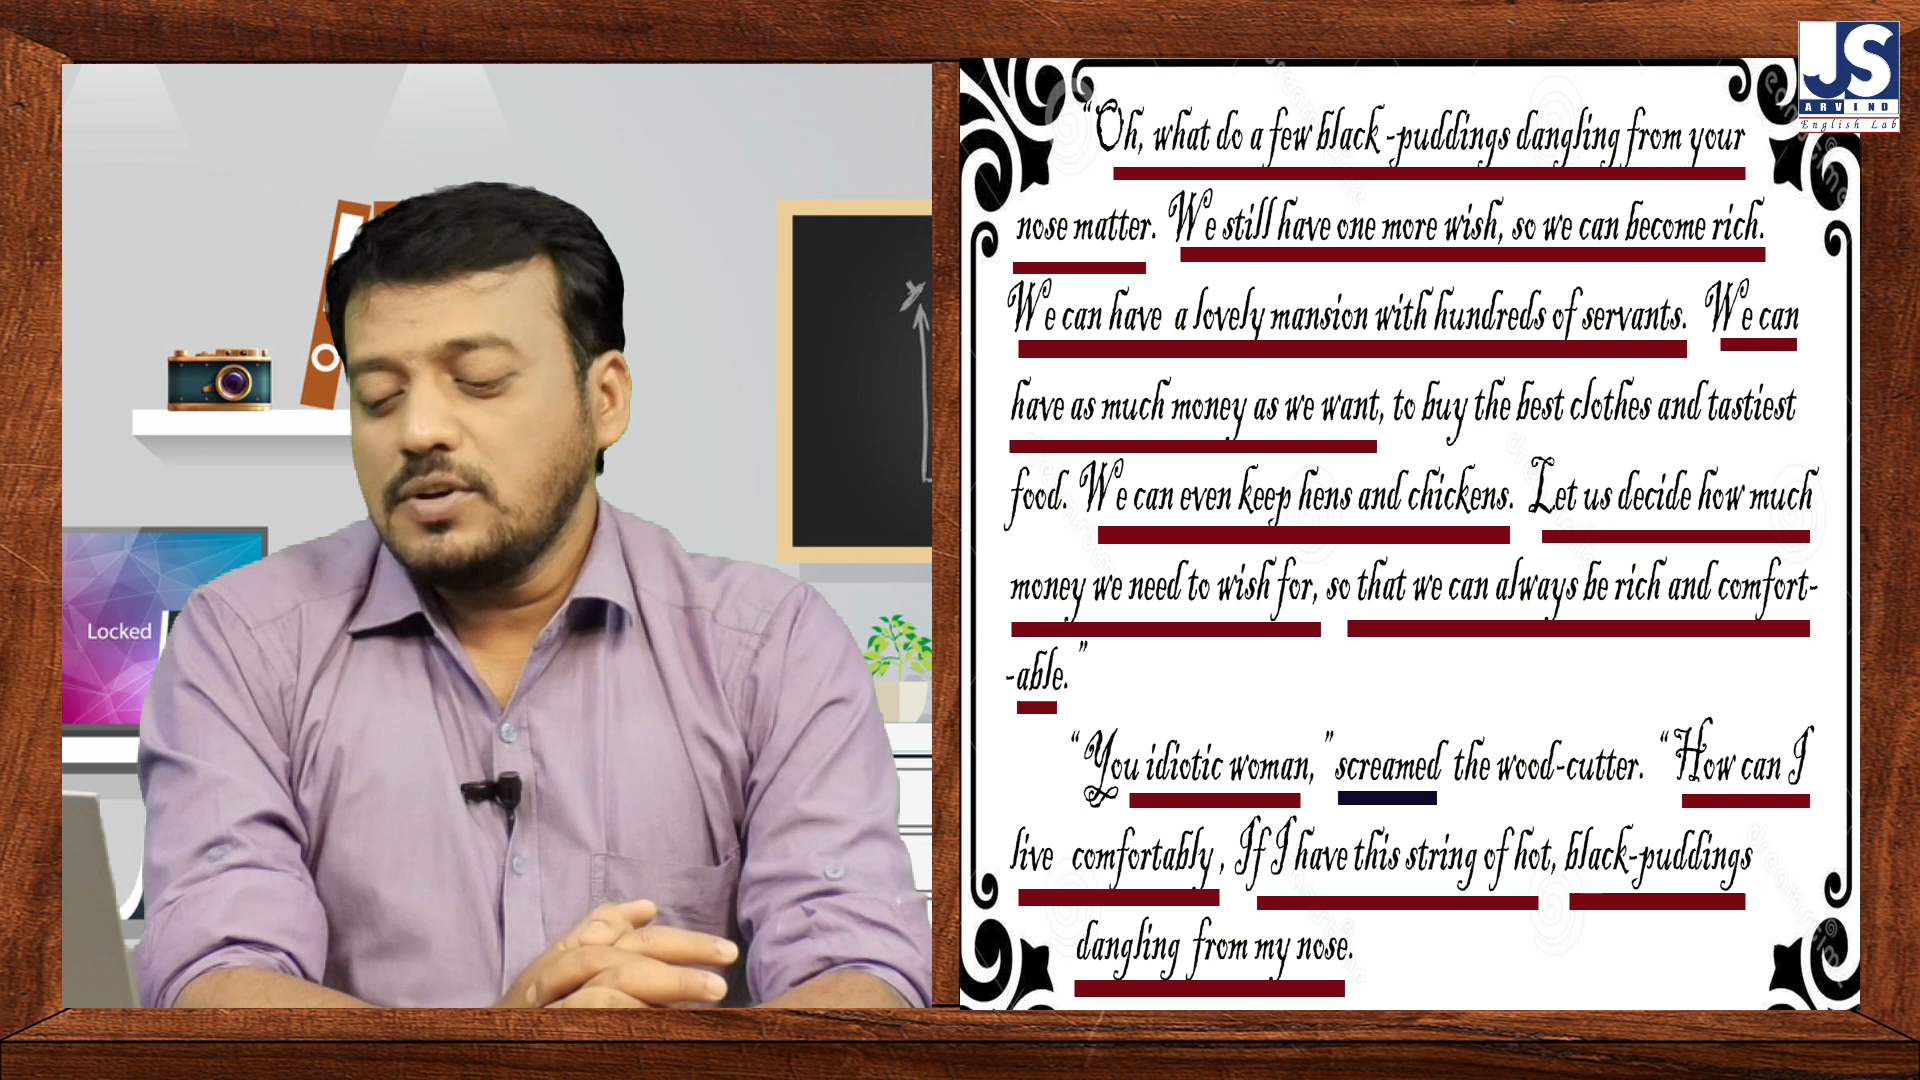 JS
ARVIND
English Lab
Locked
“Oh, what do a few black -puddings dangling from your
nose matter. We still have one more wish, so we can become rich.
We can have a lovely mansion with hundreds of servants. We can
have as much money as we want, to buy the best clothes and tastiest
food. We can even keep hens and chickens. Let us decide how much
money we need to wish for, so that we can always be rich and comfort-
-able.”
“You idiotic woman,” screamed the wood-cutter. “How can I
live comfortably, If I have this string of hot, black-puddings
dangling from my nose.